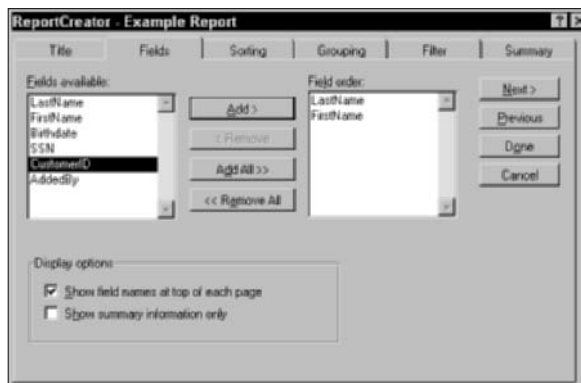 ReportCreator - Example Report
Title Fields Sorting Grouping Filter Summary
Fields available:
LastName
FirstName
Birthdate
SSN
CustomerID
AddedBy
Add >
< Remove
Add All >>
<< Remove All
Field order:
LastName
FirstName
Next >
Previous
Done
Cancel
Display options
Show field names at top of each page
Show summary information only